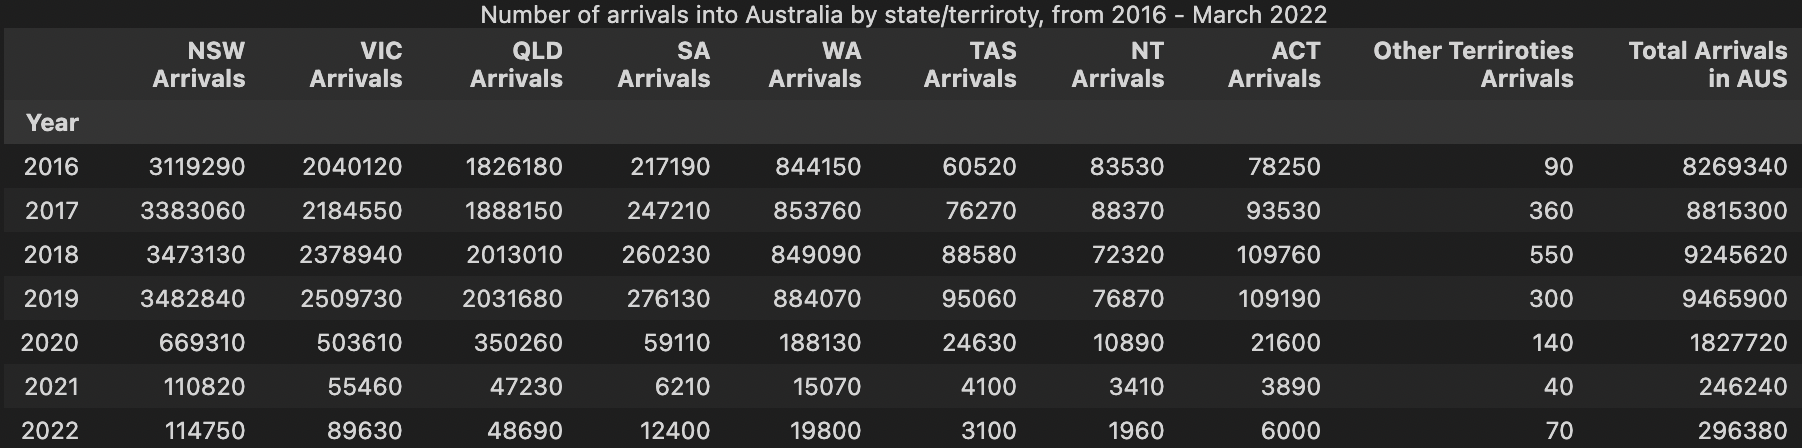 Number of arrivals into Australia by state/terriroty, from 2016 - March 2022
NSW Arrivals VIC Arrivals QLD Arrivals SA Arrivals WA Arrivals TAS Arrivals NT Arrivals ACT Arrivals Other Terriroties Arrivals Total Arrivals in AUS
Year
2016 3119290 2040120 1826180 217190 844150 60520 83530 78250 90 8269340
2017 3383060 2184550 1888150 247210 853760 76270 88370 93530 360 8815300
2018 3473130 2378940 2013010 260230 849090 88580 72320 109760 550 9245620
2019 3482840 2509730 2031680 276130 884070 95060 76870 109190 300 9465900
2020 669310 503610 350260 59110 188130 24630 10890 21600 140 1827720
2021 110820 55460 47230 6210 15070 4100 3410 3890 40 246240
2022 114750 89630 48690 12400 19800 3100 1960 6000 70 296380